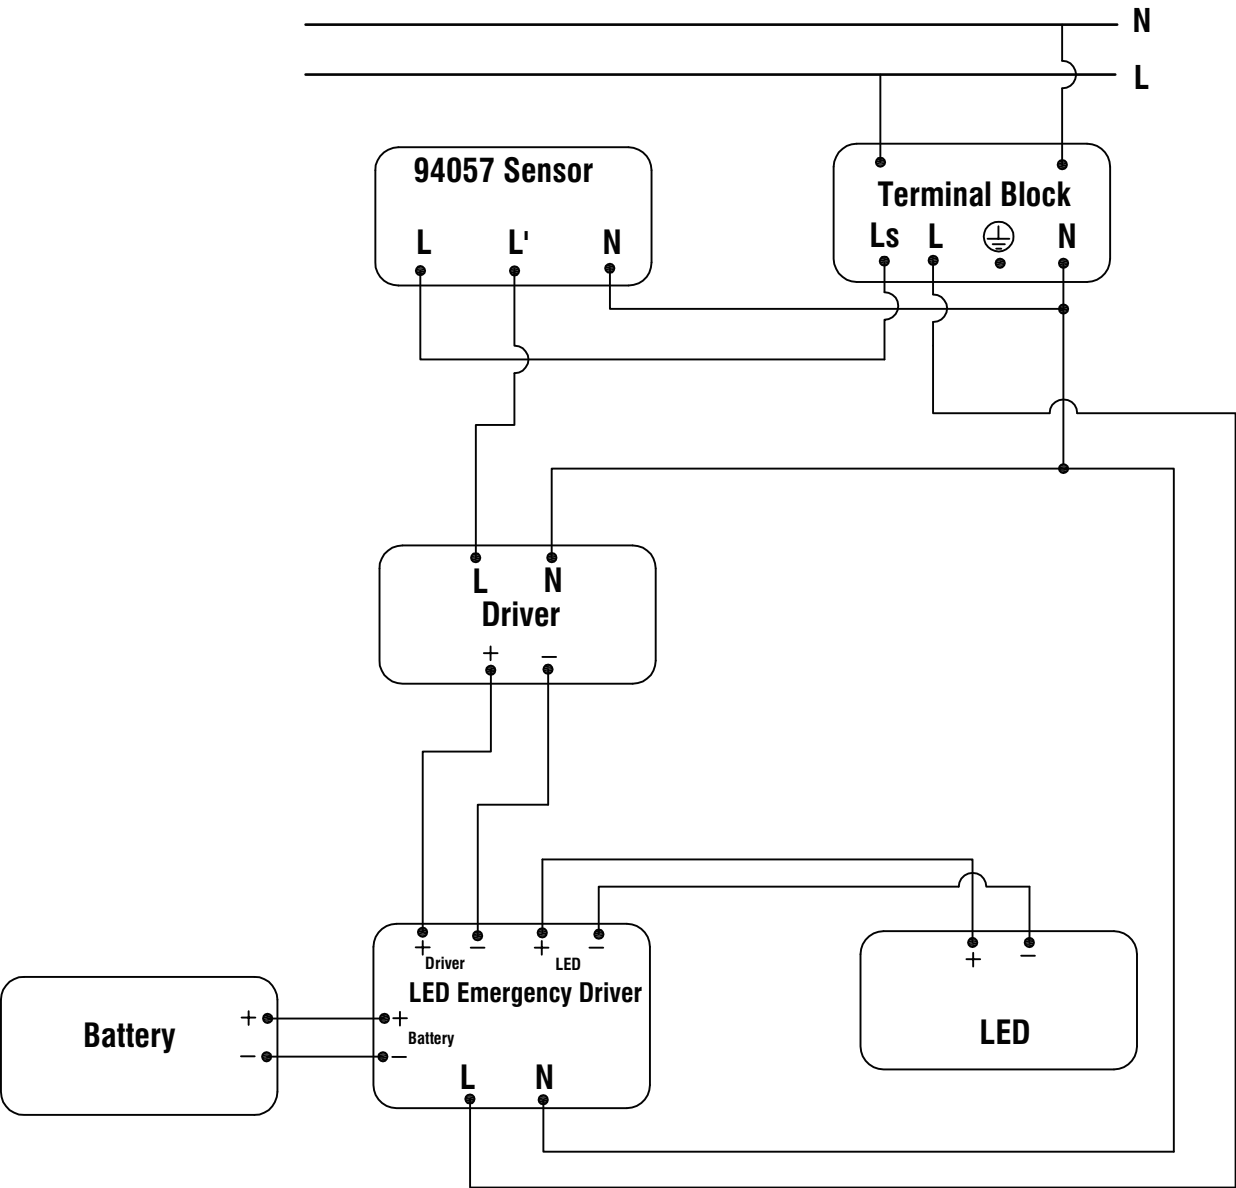 N
L
94057 Sensor
L L' N
Terminal Block
Ls L N
L N
Driver
+ −
+ − + −
Driver LED
LED Emergency Driver
Battery
+ +
Battery
− −
L N
+ −
LED